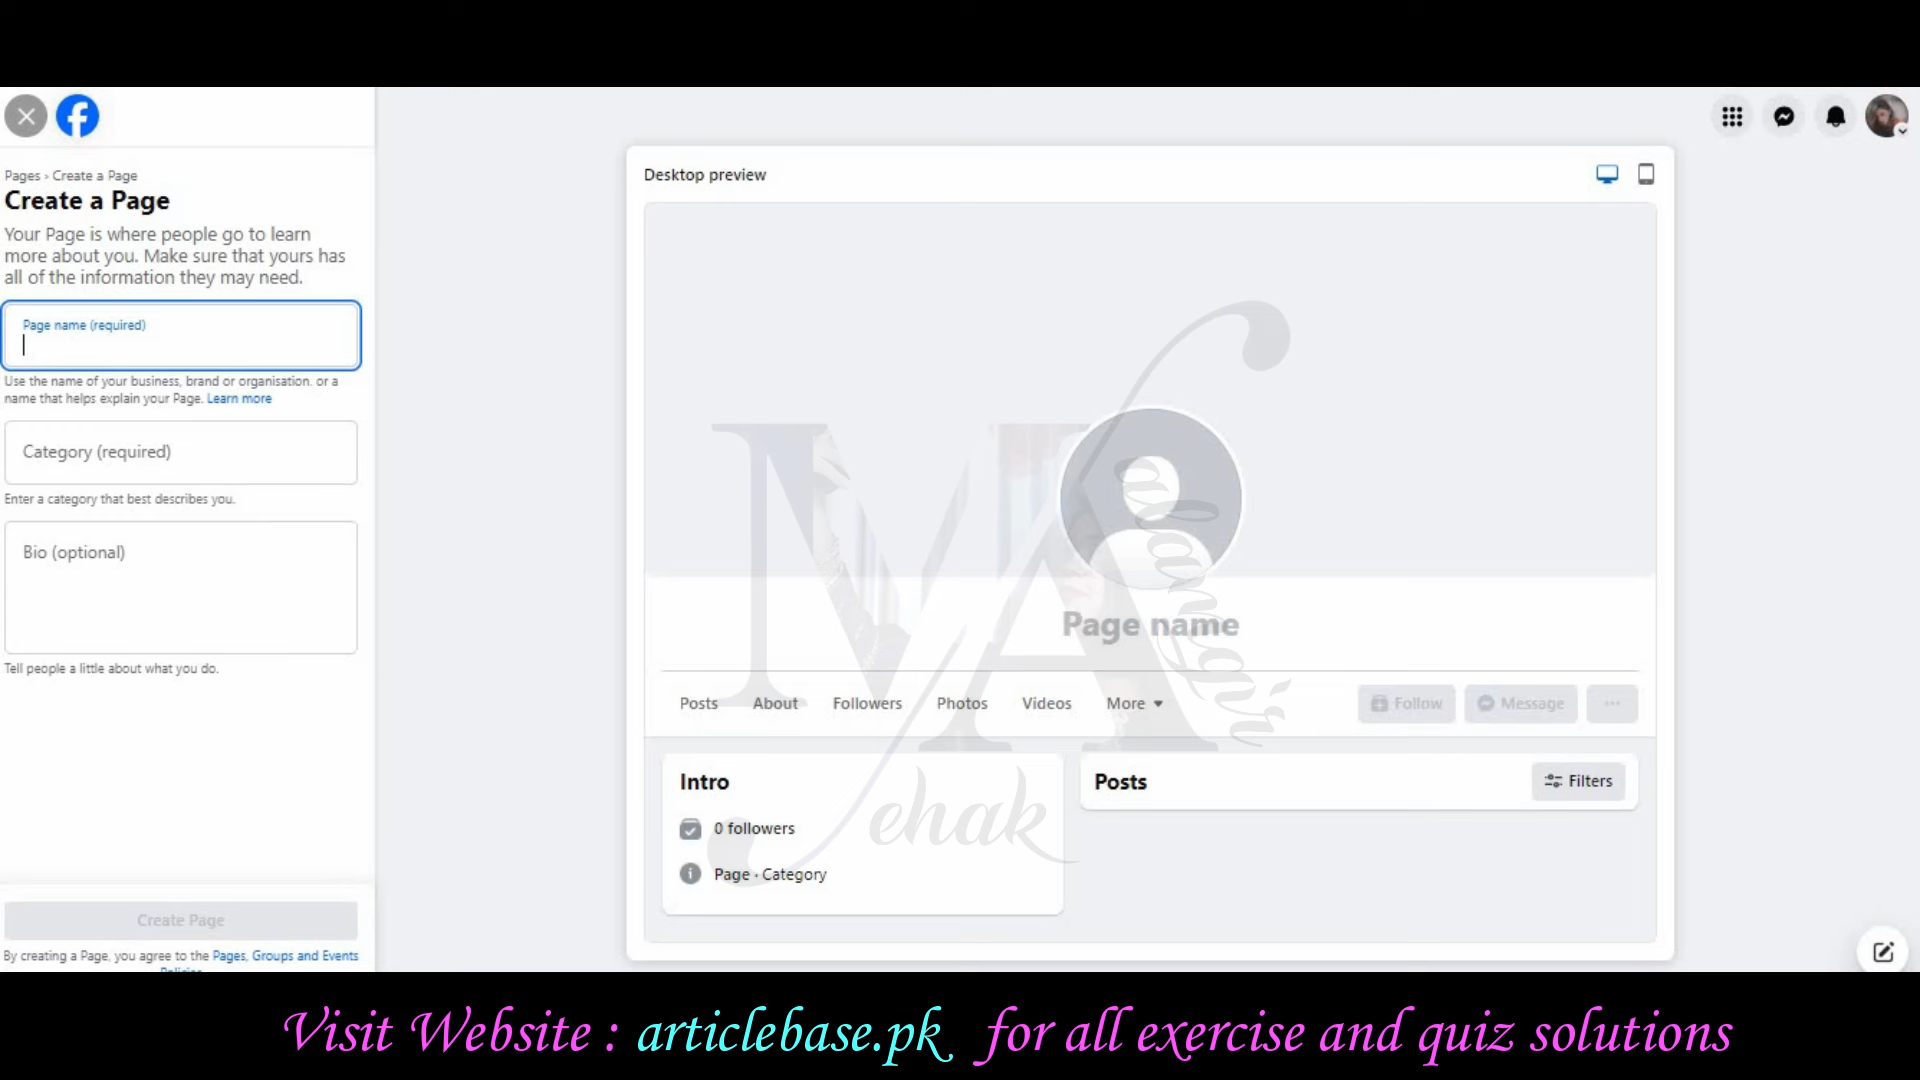 Pages › Create a Page
Create a Page
Your Page is where people go to learn
more about you. Make sure that yours has
all of the information they may need.
Page name (required)
Use the name of your business, brand or organisation. or a
name that helps explain your Page. Learn more
Category (required)
Enter a category that best describes you.
Bio (optional)
Tell people a little about what you do.
Create Page
By creating a Page, you agree to the Pages, Groups and Events
Policies
Desktop preview
Page name
Posts About Followers Photos Videos More
Follow Message
Intro
0 followers
Page · Category
Posts
Filters
MA
ehak
Visit Website : articlebase.pk for all exercise and quiz solutions